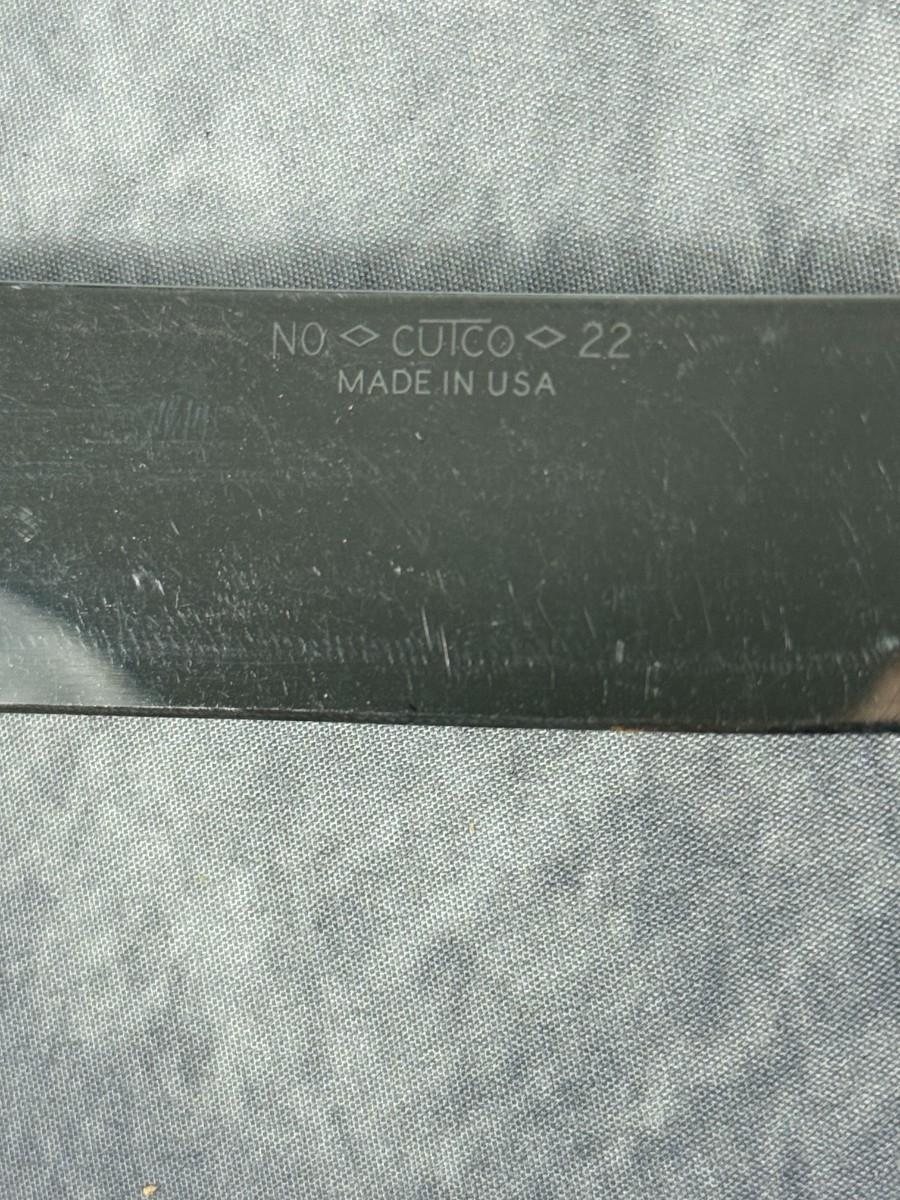 NO ◇ CUTCO ◇ 22
MADE IN USA